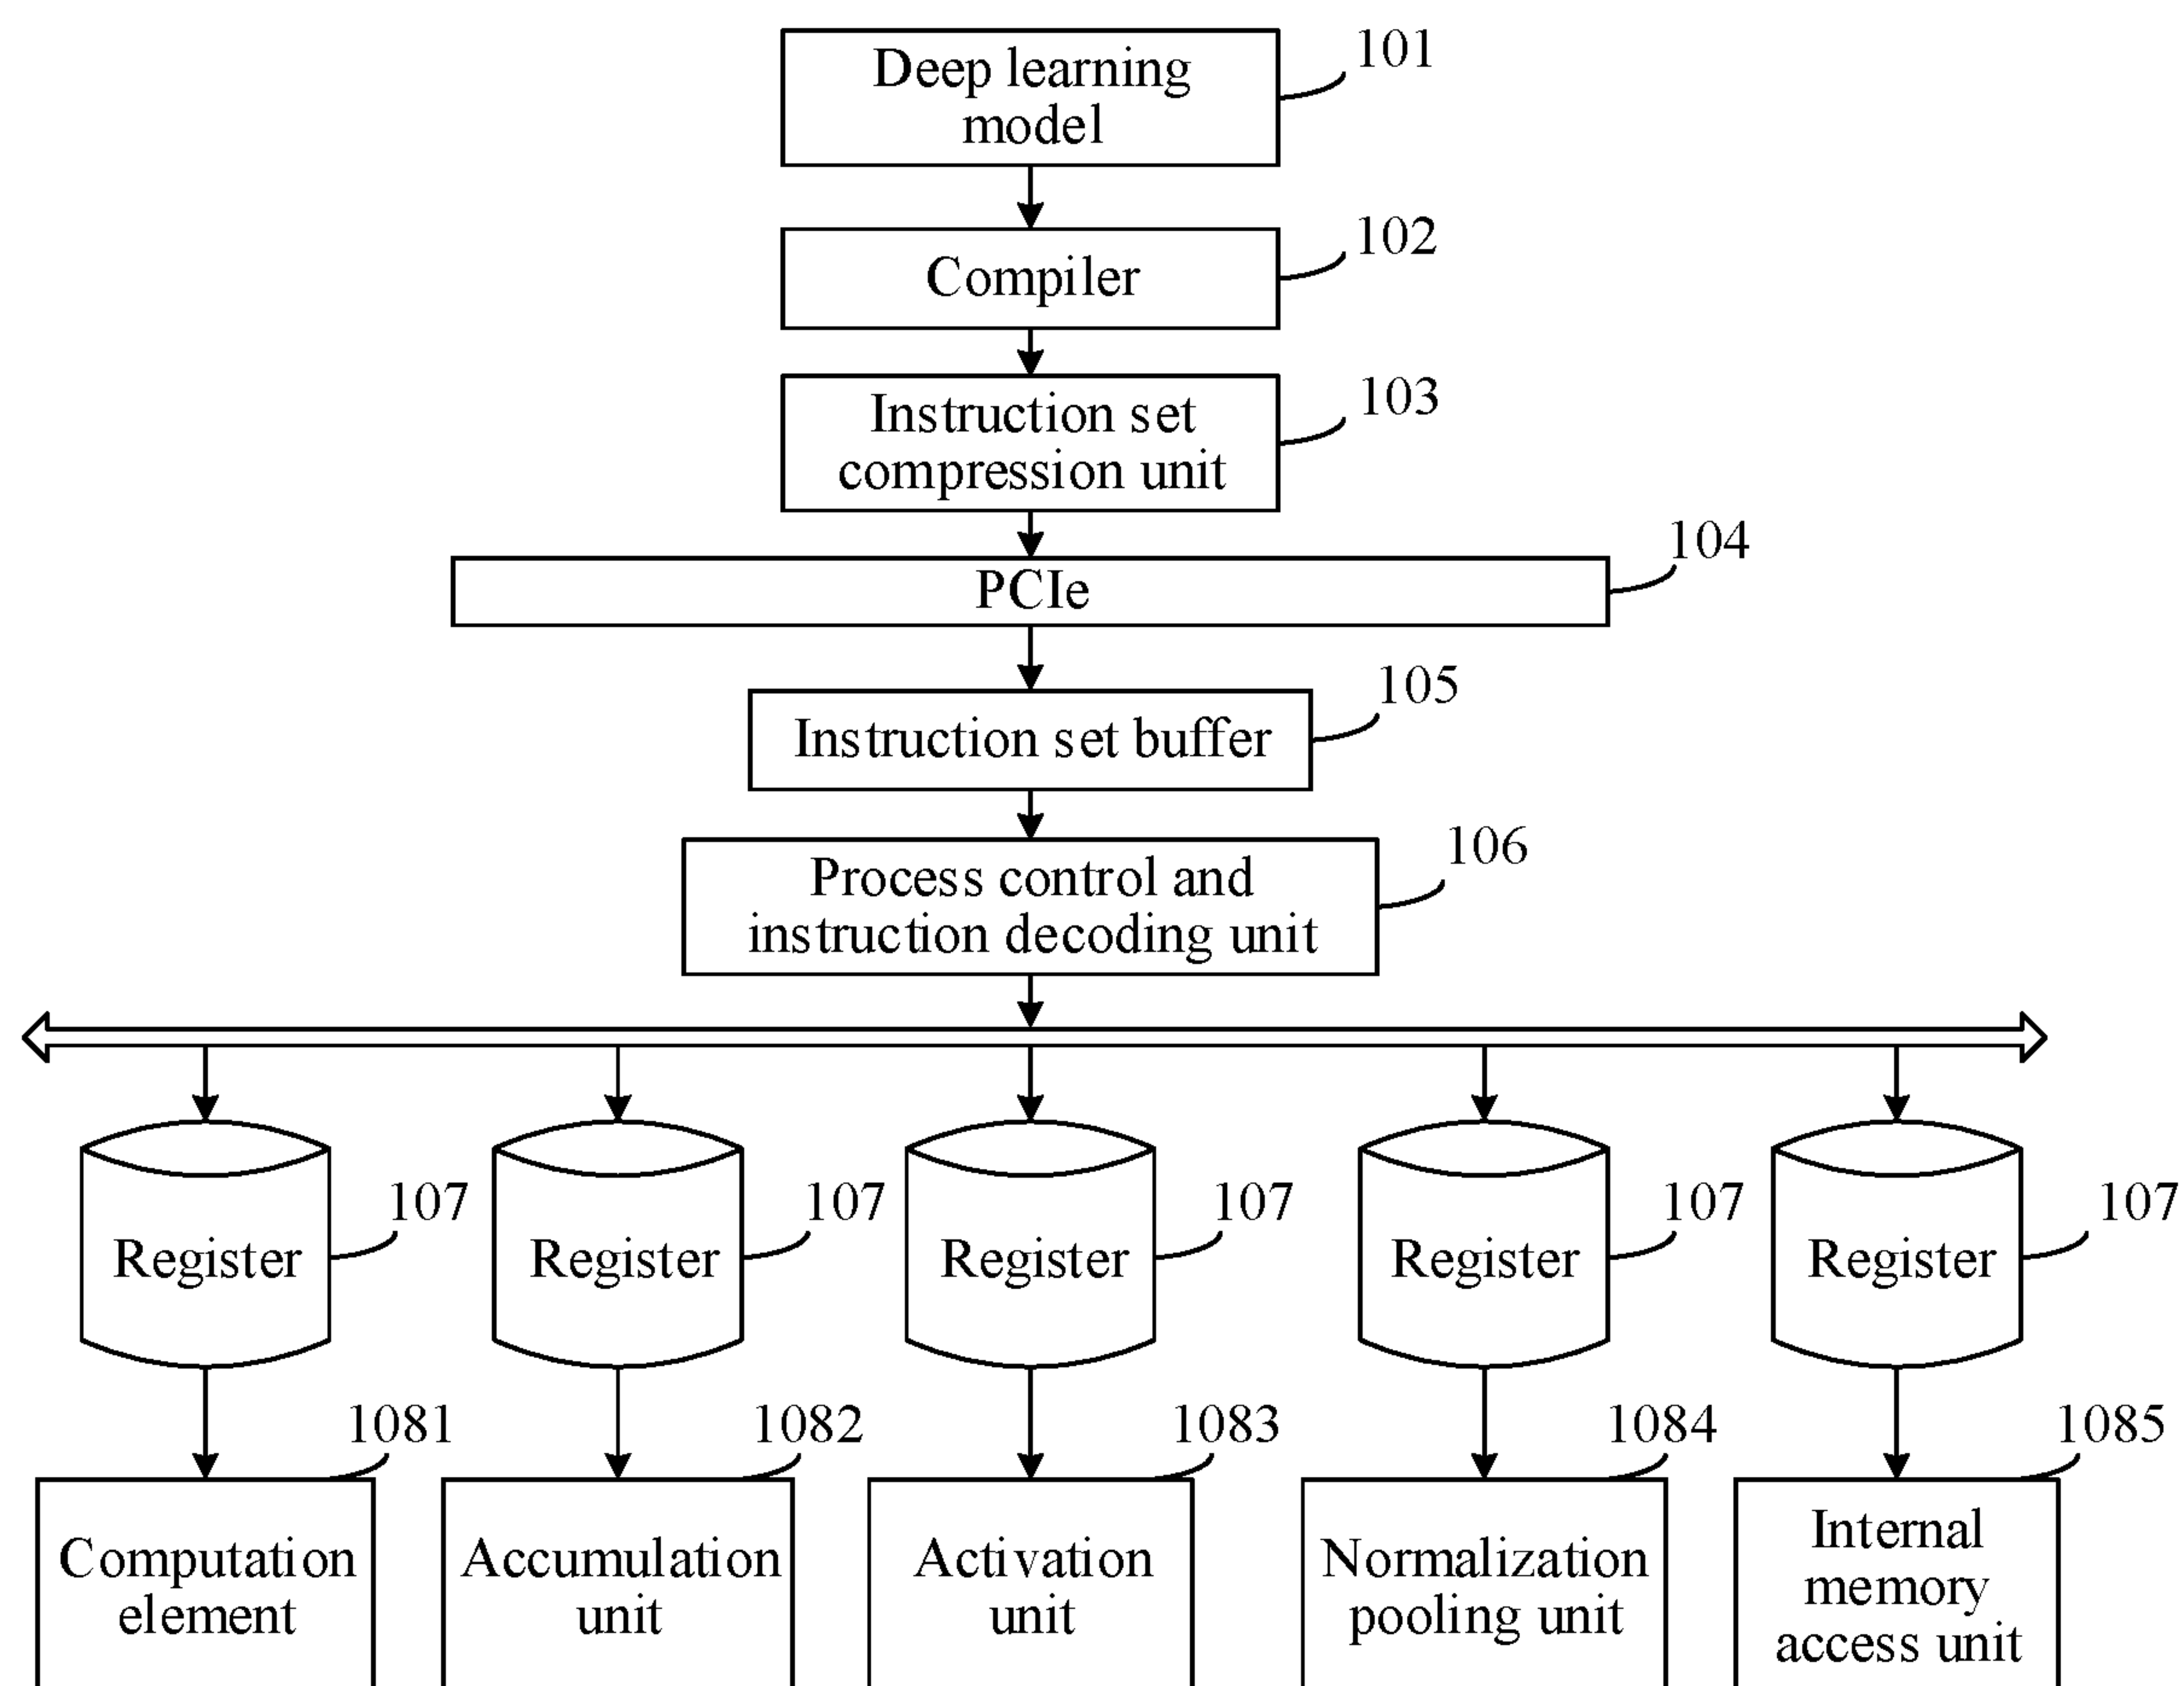 Deep learning
model
101
Compiler
102
Instruction set
compression unit
103
PCIe
104
Instruction set buffer
105
Process control and
instruction decoding unit
106
Register
107
Register
107
Register
107
Register
107
Register
107
1081
1082
1083
1084
1085
Computation
element
Accumulation
unit
Activation
unit
Normalization
pooling unit
Internal
memory
access unit